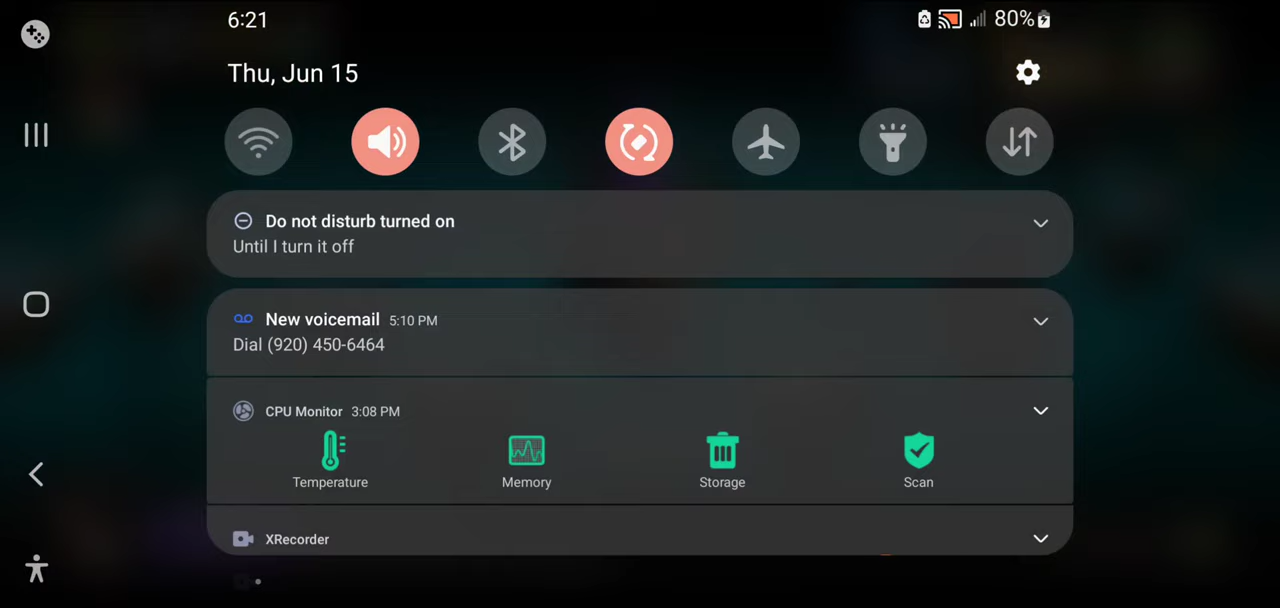 6:21
80%
Thu, Jun 15
Do not disturb turned on
Until I turn it off
New voicemail 5:10 PM
Dial (920) 450-6464
CPU Monitor 3:08 PM
Temperature Memory Storage Scan
XRecorder